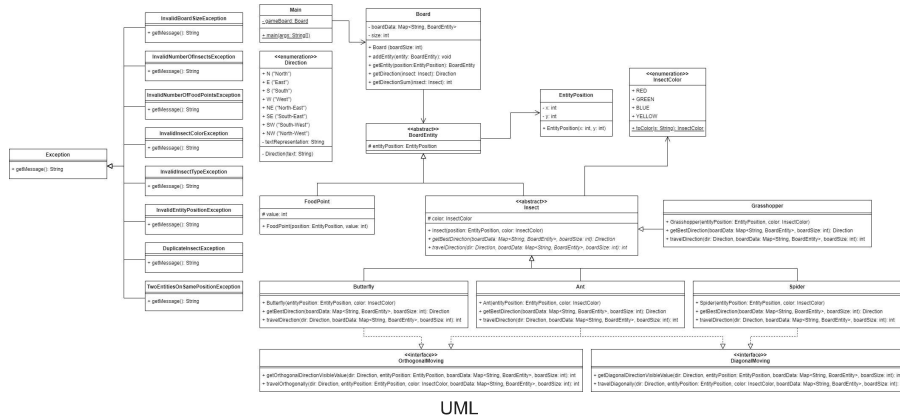 InvalidBoardSizeException
+ getMessage(): String
InvalidNumberOfInsectsException
+ getMessage(): String
InvalidNumberOfFoodPointsException
+ getMessage(): String
InvalidInsectColorException
+ getMessage(): String
Exception
+ getMessage(): String
InvalidInsectTypeException
+ getMessage(): String
InvalidEntityPositionException
+ getMessage(): String
DuplicateInsectException
+ getMessage(): String
TwoEntitiesOnSamePositionException
+ getMessage(): String
Main
- gameBoard: Board
+ main(args: String[])
<<enumeration>>
Direction
+ N ("North")
+ E ("East")
+ S ("South")
+ W ("West")
+ NE ("North-East")
+ SE ("South-East")
+ SW ("South-West")
+ NW ("North-West")
- textRepresentation: String
- Direction(text: String)
Board
- boardData: Map<String, BoardEntity>
- size: int
+ Board (boardSize: int)
+ addEntity(entity: BoardEntity): void
+ getEntity(position:EntityPosition): BoardEntity
+ getDirection(insect: Insect): Direction
+ getDirectionSum(insect: Insect): int
<<abstract>>
BoardEntity
# entityPosition: EntityPosition
EntityPosition
- x: int
- y: int
+ EntityPosition(x: int, y: int)
<<enumeration>>
InsectColor
+ RED
+ GREEN
+ BLUE
+ YELLOW
+ toColor(s: String): InsectColor
FoodPoint
# value: int
+ FoodPoint(position: EntityPosition, value: int)
<<abstract>>
Insect
# color: InsectColor
+ Insect(position: EntityPosition, color: InsectColor)
+ getBestDirection(boardData: Map<String, BoardEntity>, boardSize: int): Direction
+ travelDirection(dir: Direction, boardData: Map<String, BoardEntity>, boardSize: int): int
Grasshopper
+ Grasshopper(entityPosition: EntityPosition, color: InsectColor)
+ getBestDirection(boardData: Map<String, BoardEntity>, boardSize: int): Direction
+ travelDirection(dir: Direction, boardData: Map<String, BoardEntity>, boardSize: int): int
Butterfly
+ Butterfly(entityPosition: EntityPosition, color: InsectColor)
+ getBestDirection(boardData: Map<String, BoardEntity>, boardSize: int): Direction
+ travelDirection(dir: Direction, boardData: Map<String, BoardEntity>, boardSize: int): int
Ant
+ Ant(entityPosition: EntityPosition, color: InsectColor)
+ getBestDirection(boardData: Map<String, BoardEntity>, boardSize: int): Direction
+ travelDirection(dir: Direction, boardData: Map<String, BoardEntity>, boardSize: int): int
Spider
+ Spider(entityPosition: EntityPosition, color: InsectColor)
+ getBestDirection(boardData: Map<String, BoardEntity>, boardSize: int): Direction
+ travelDirection(dir: Direction, boardData: Map<String, BoardEntity>, boardSize: int): int
<<interface>>
OrthogonalMoving
+ getOrthogonalDirectionVisibleValue(dir: Direction, entityPosition: EntityPosition, boardData: Map<String, BoardEntity>, boardSize: int): int
+ travelOrthogonally(dir: Direction, entityPosition: EntityPosition, color: InsectColor, boardData: Map<String, BoardEntity>, boardSize: int): int
<<interface>>
DiagonalMoving
+ getDiagonalDirectionVisibleValue(dir: Direction, entityPosition: EntityPosition, boardData: Map<String, BoardEntity>, boardSize: int): int
+ travelDiagonally(dir: Direction, entityPosition: EntityPosition, color: InsectColor, boardData: Map<String, BoardEntity>, boardSize: int): int
UML